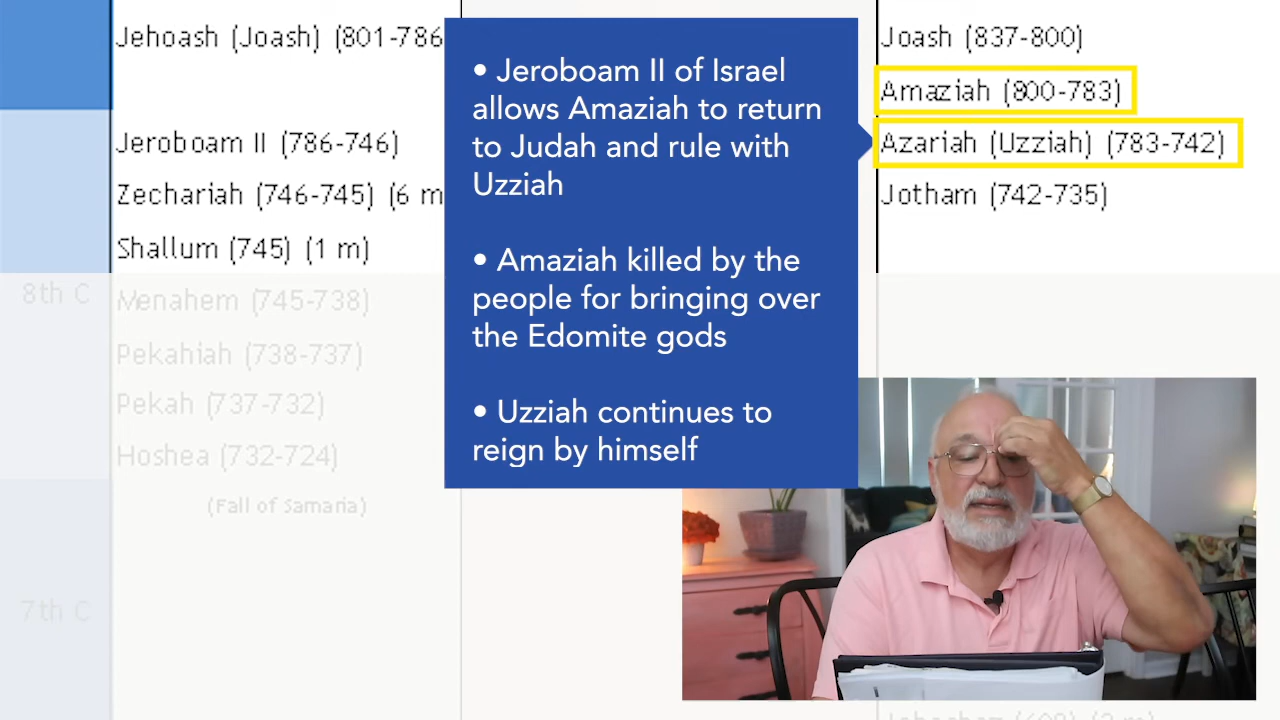 Jehoash (Joash) (801-786
Jeroboam II (786-746)
Zechariah (746-745) (6 m
Shallum (745) (1 m)
8th C
Menahem (745-738)
Pekahiah (738-737)
Pekah (737-732)
Hoshea (732-724)
(Fall of Samaria)
7th C
• Jeroboam II of Israel
allows Amaziah to return
to Judah and rule with
Uzziah
• Amaziah killed by the
people for bringing over
the Edomite gods
• Uzziah continues to
reign by himself
Joash (837-800)
Amaziah (800-783)
Azariah (Uzziah) (783-742)
Jotham (742-735)